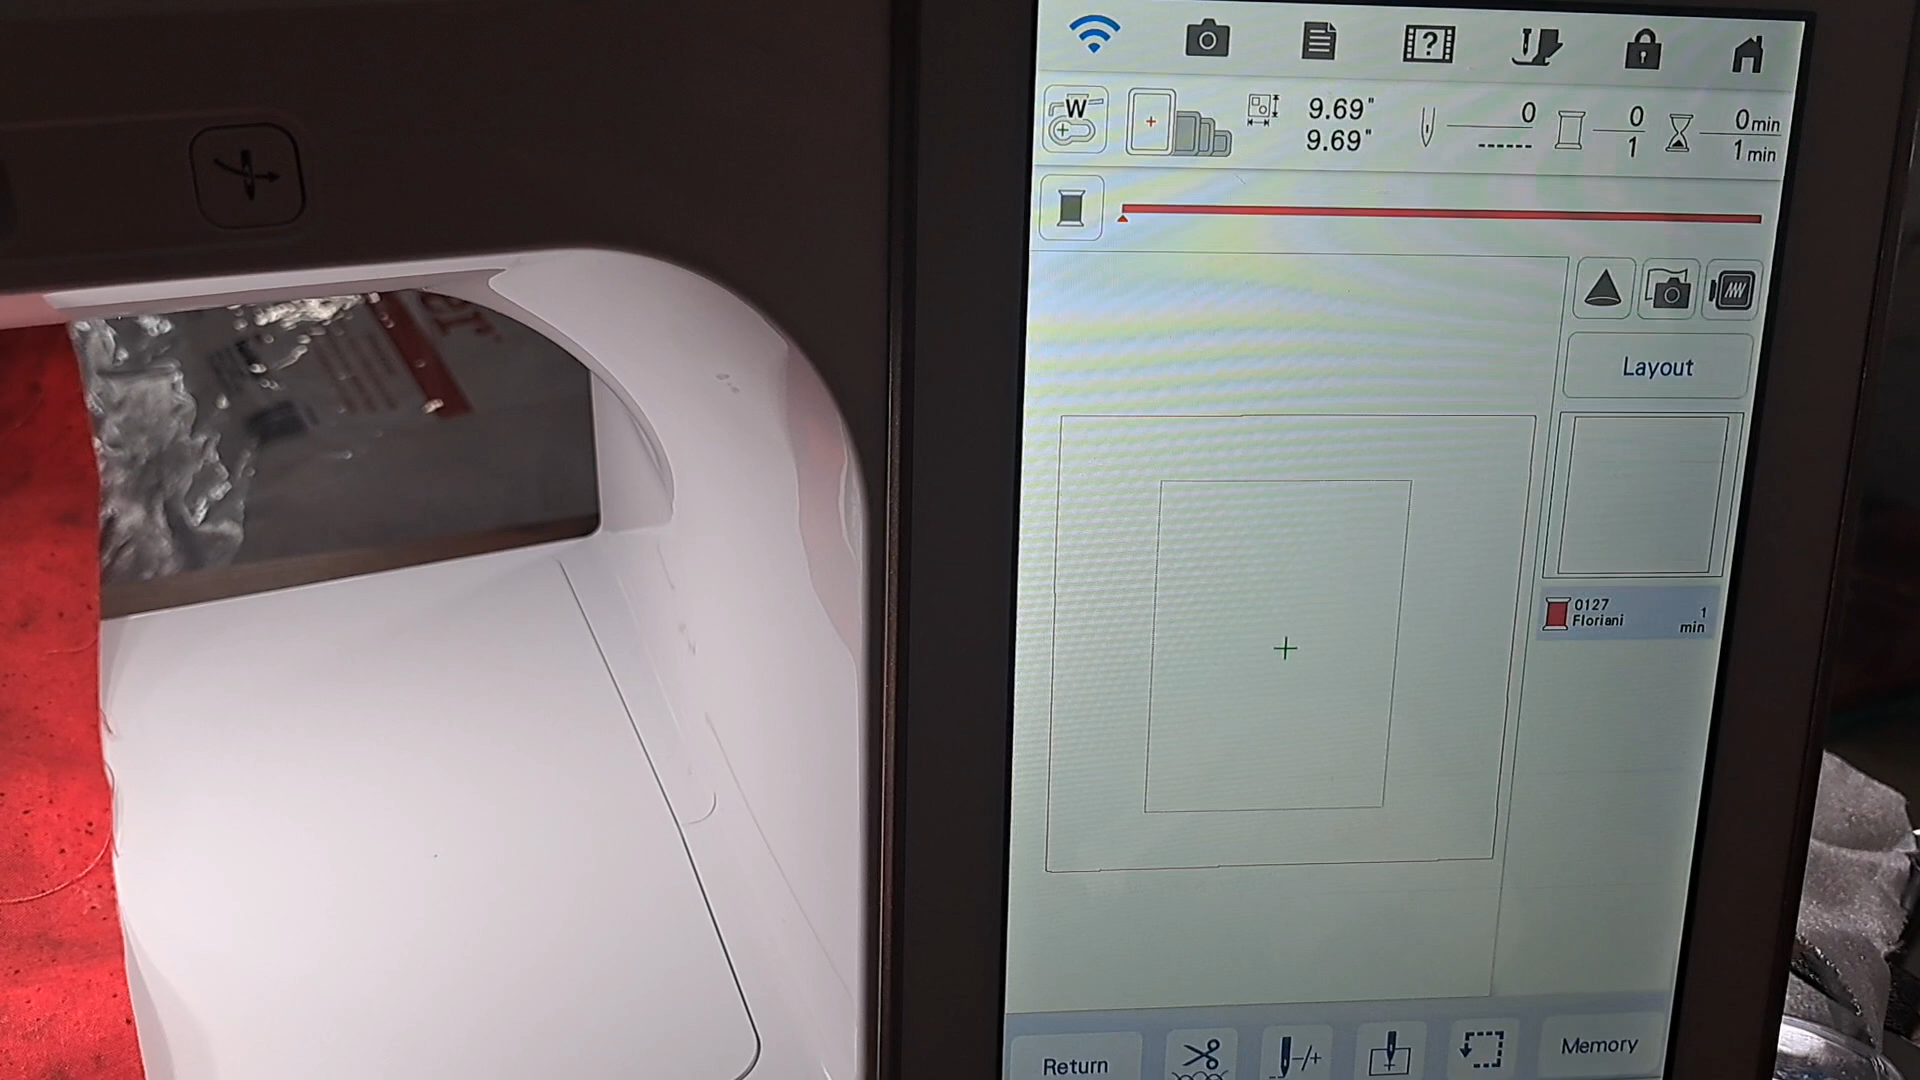 ?
W
9.69"
9.69"
0
------
0
1
0 min
1 min
Layout
0127
Floriani
1
min
Return
-/+
Memory